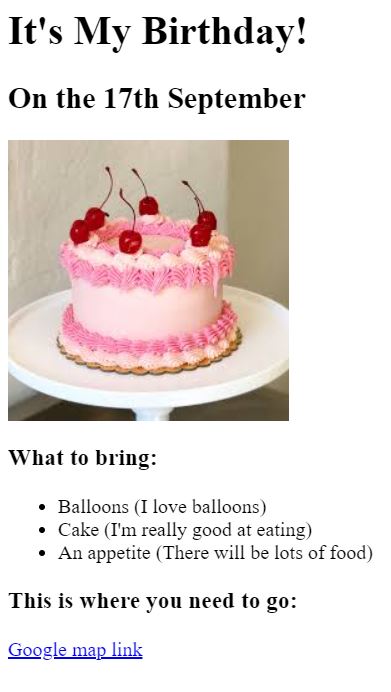 It's My Birthday!
On the 17th September
What to bring:
Balloons (I love balloons)
Cake (I'm really good at eating)
An appetite (There will be lots of food)
This is where you need to go:
Google map link